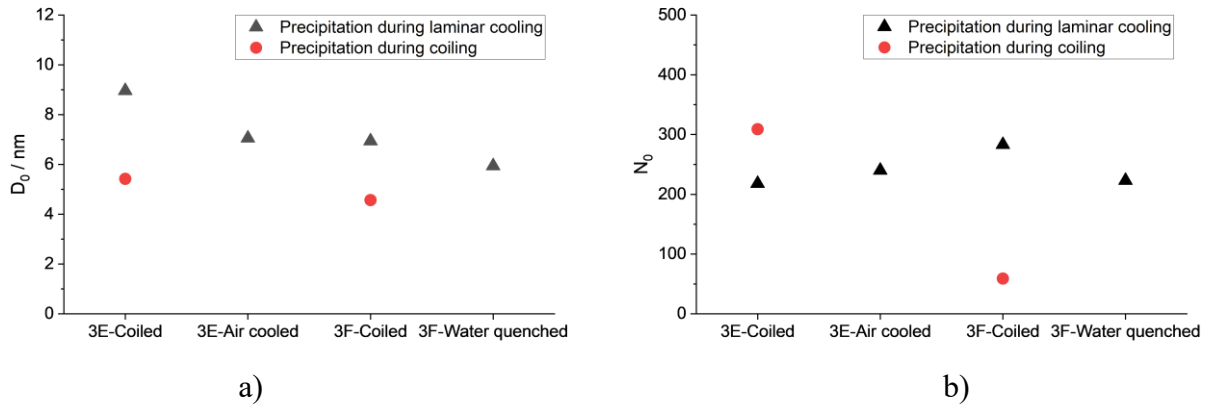 12
10
8
6
4
2
0
D₀ / nm
Precipitation during laminar cooling
Precipitation during coiling
3E-Coiled
3E-Air cooled
3F-Coiled
3F-Water quenched
a)
500
400
300
200
100
0
N₀
Precipitation during laminar cooling
Precipitation during coiling
3E-Coiled
3E-Air cooled
3F-Coiled
3F-Water quenched
b)